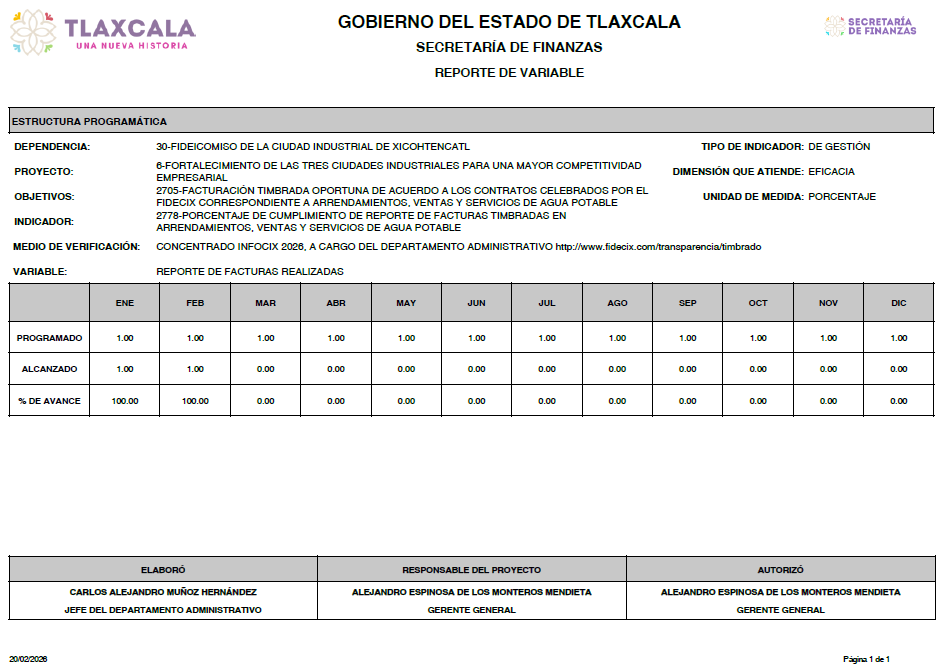 TLAXCALA
UNA NUEVA HISTORIA
GOBIERNO DEL ESTADO DE TLAXCALA
SECRETARÍA DE FINANZAS
REPORTE DE VARIABLE
SECRETARÍA
DE FINANZAS
ESTRUCTURA PROGRAMÁTICA
DEPENDENCIA: 30-FIDEICOMISO DE LA CIUDAD INDUSTRIAL DE XICOHTENCATL TIPO DE INDICADOR: DE GESTIÓN
PROYECTO: 6-FORTALECIMIENTO DE LAS TRES CIUDADES INDUSTRIALES PARA UNA MAYOR COMPETITIVIDAD
EMPRESARIAL DIMENSIÓN QUE ATIENDE: EFICACIA
OBJETIVOS: 2705-FACTURACIÓN TIMBRADA OPORTUNA DE ACUERDO A LOS CONTRATOS CELEBRADOS POR EL
FIDECIX CORRESPONDIENTE A ARRENDAMIENTOS, VENTAS Y SERVICIOS DE AGUA POTABLE UNIDAD DE MEDIDA: PORCENTAJE
INDICADOR: 2778-PORCENTAJE DE CUMPLIMIENTO DE REPORTE DE FACTURAS TIMBRADAS EN
ARRENDAMIENTOS, VENTAS Y SERVICIOS DE AGUA POTABLE
MEDIO DE VERIFICACIÓN: CONCENTRADO INFOCIX 2026, A CARGO DEL DEPARTAMENTO ADMINISTRATIVO http://www.fidecix.com/transparencia/timbrado
VARIABLE: REPORTE DE FACTURAS REALIZADAS
ENE FEB MAR ABR MAY JUN JUL AGO SEP OCT NOV DIC
PROGRAMADO 1.00 1.00 1.00 1.00 1.00 1.00 1.00 1.00 1.00 1.00 1.00 1.00
ALCANZADO 1.00 1.00 0.00 0.00 0.00 0.00 0.00 0.00 0.00 0.00 0.00 0.00
% DE AVANCE 100.00 100.00 0.00 0.00 0.00 0.00 0.00 0.00 0.00 0.00 0.00 0.00
ELABORÓ RESPONSABLE DEL PROYECTO AUTORIZÓ
CARLOS ALEJANDRO MUÑOZ HERNÁNDEZ ALEJANDRO ESPINOSA DE LOS MONTEROS MENDIETA ALEJANDRO ESPINOSA DE LOS MONTEROS MENDIETA
JEFE DEL DEPARTAMENTO ADMINISTRATIVO GERENTE GENERAL GERENTE GENERAL
20/02/2026 Página 1 de 1